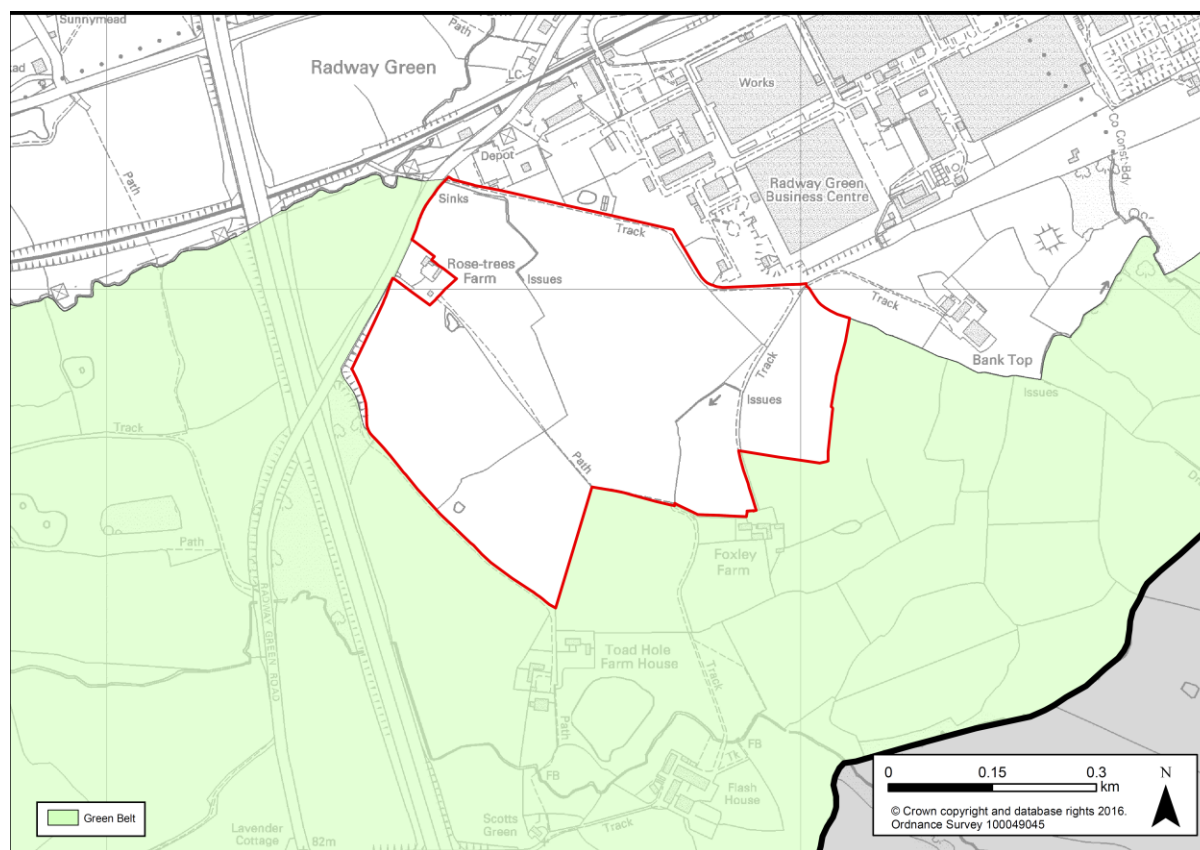 Sunnymead
Path
Radway Green
LC
Works
Co Const Bdy
Depot
Path
Radway Green
Business Centre
Sinks
Track
Rose-trees
Farm
Issues
Track
Track
Bank Top
Issues
Issues
Track
Path
Path
Foxley
Farm
RADWAY GREEN ROAD
Toad Hole
Farm House
Track
Path
Tk
FB
FB
Flash
House
Scotts
Green
Track
Lavender
Cottage
82m
Green Belt
0 0.15 0.3
km
N
© Crown copyright and database rights 2016.
Ordnance Survey 100049045